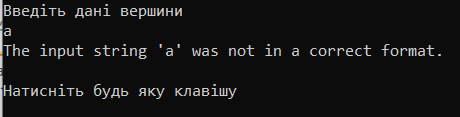 Введіть дані вершини
a
The input string 'a' was not in a correct format.
Натисніть будь яку клавішу